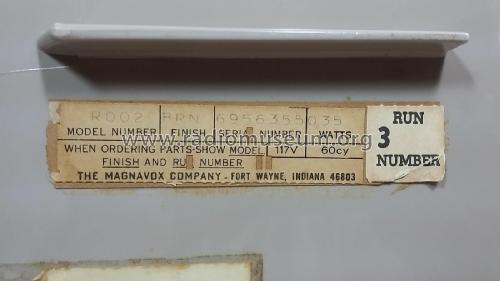 R002 BRN 6956355 035
MODEL NUMBER FINISH SERIAL NUMBER WATTS
WHEN ORDERING PARTS-SHOW MODEL 117V 60cy
FINISH AND RUN NUMBER
THE MAGNAVOX COMPANY - FORT WAYNE, INDIANA 46803
RUN
3
NUMBER
www.radiomuseum.org